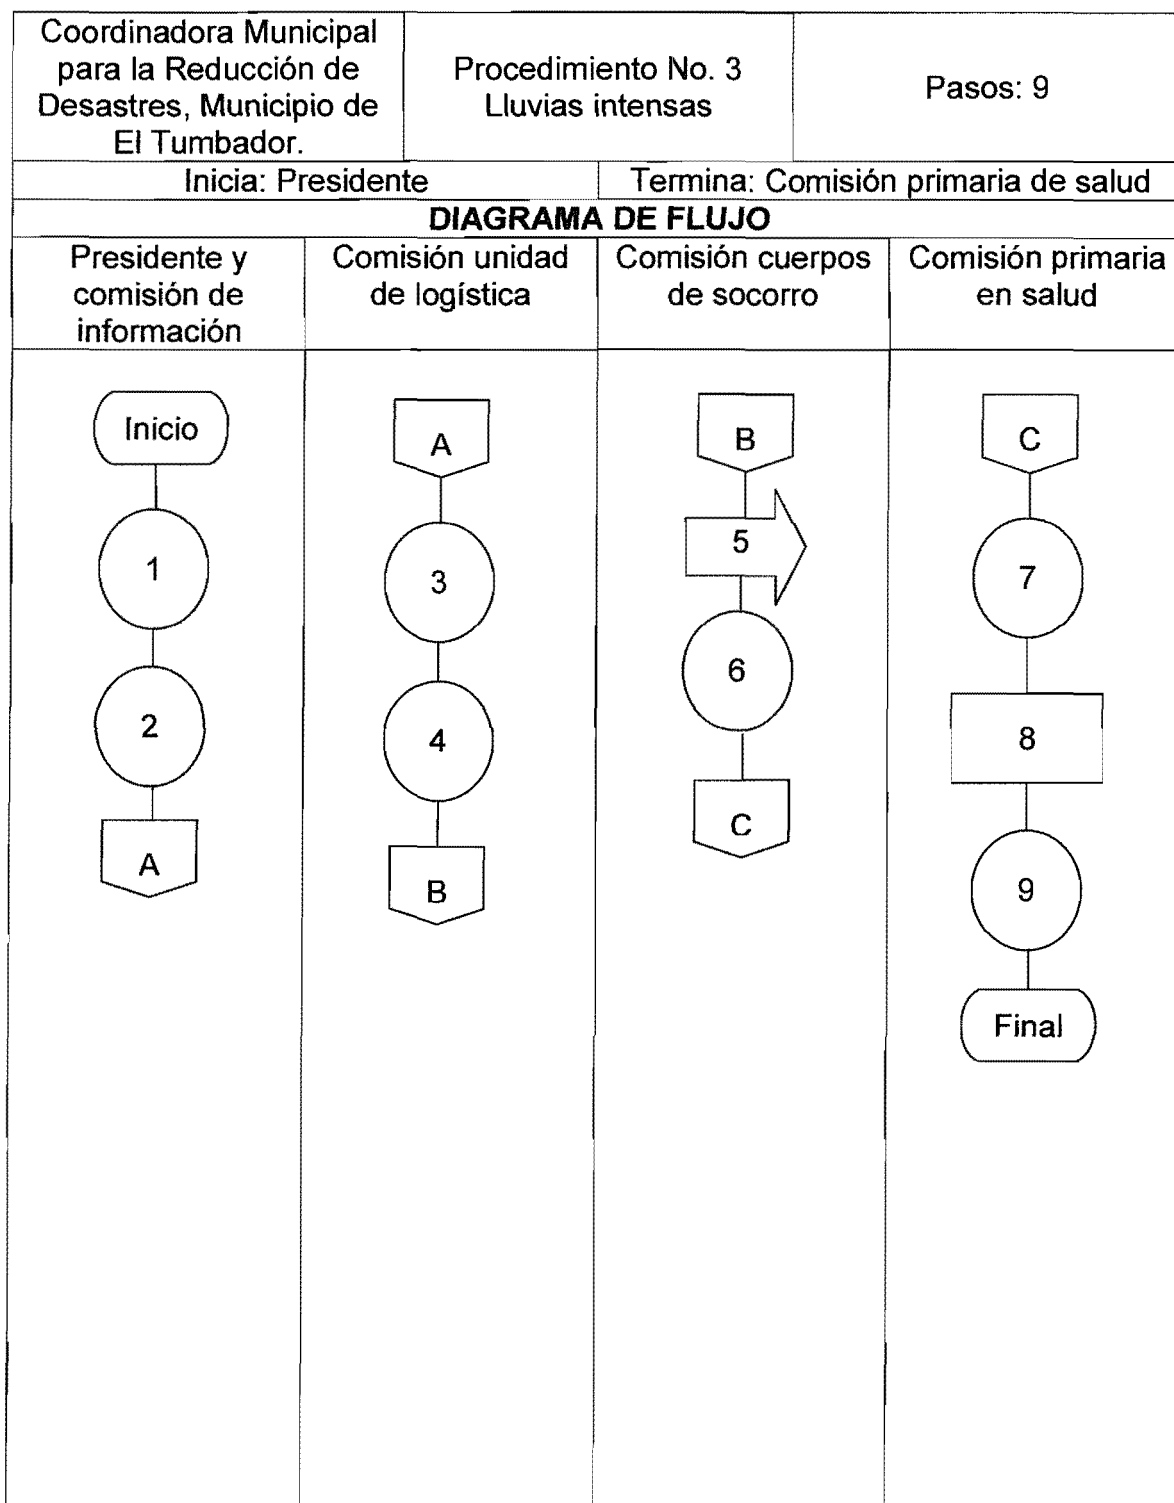 Coordinadora Municipal
para la Reducción de
Desastres, Municipio de
El Tumbador.
Procedimiento No. 3
Lluvias intensas
Pasos: 9
Inicia: Presidente
Termina: Comisión primaria de salud
DIAGRAMA DE FLUJO
Presidente y
comisión de
información
Comisión unidad
de logística
Comisión cuerpos
de socorro
Comisión primaria
en salud
Inicio
1
2
A
A
3
4
B
B
5
6
C
C
7
8
9
Final